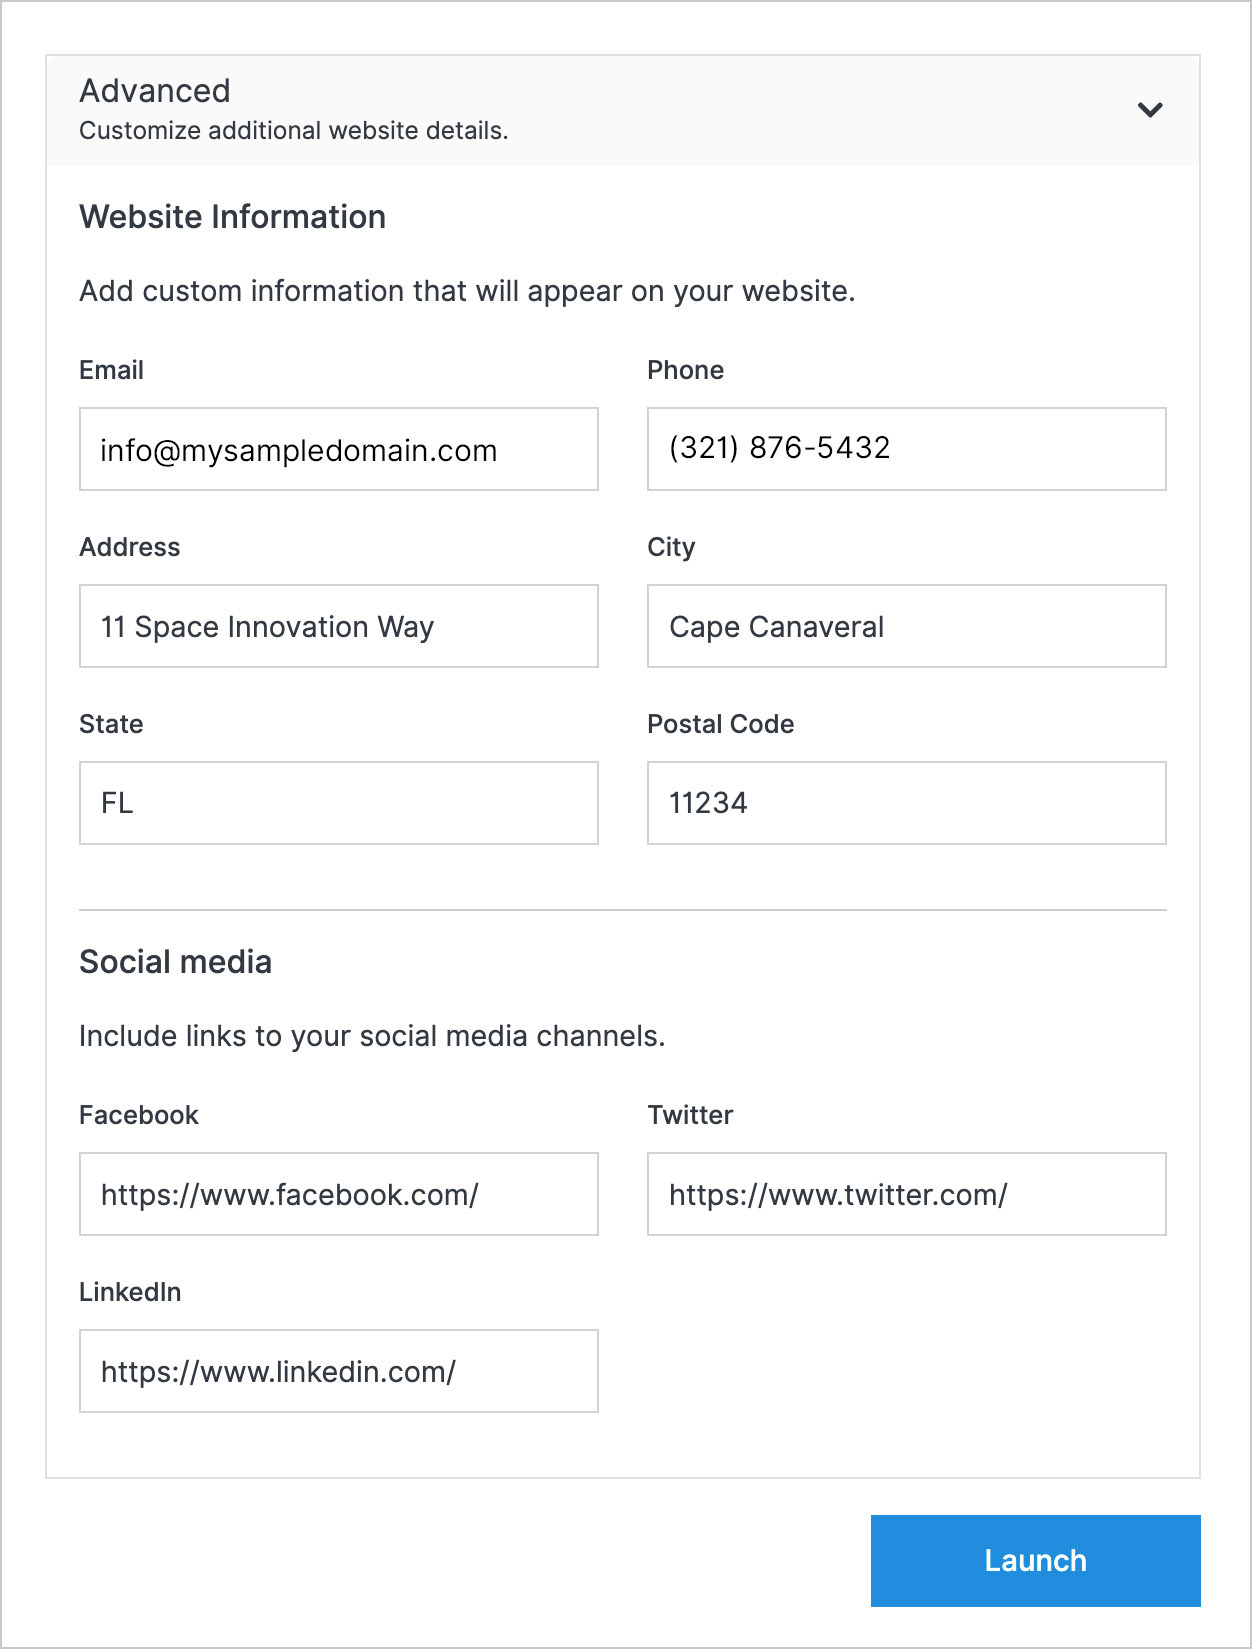 Advanced
Customize additional website details.
Website Information
Add custom information that will appear on your website.
Email
Phone
info@mysampledomain.com
(321) 876-5432
Address
City
11 Space Innovation Way
Cape Canaveral
State
Postal Code
FL
11234
Social media
Include links to your social media channels.
Facebook
Twitter
https://www.facebook.com/
https://www.twitter.com/
LinkedIn
https://www.linkedin.com/
Launch